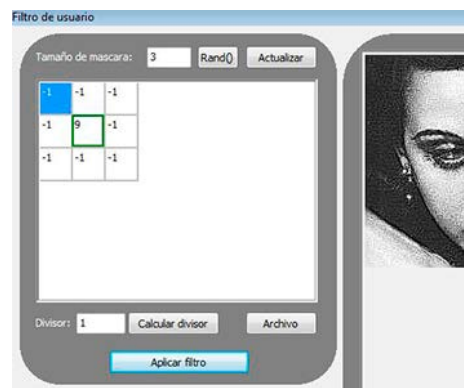 Filtro de usuario
Tamaño de mascara: 3 Rand() Actualizar
-1 -1 -1
-1 9 -1
-1 -1 -1
Divisor: 1 Calcular divisor Archivo
Aplicar filtro